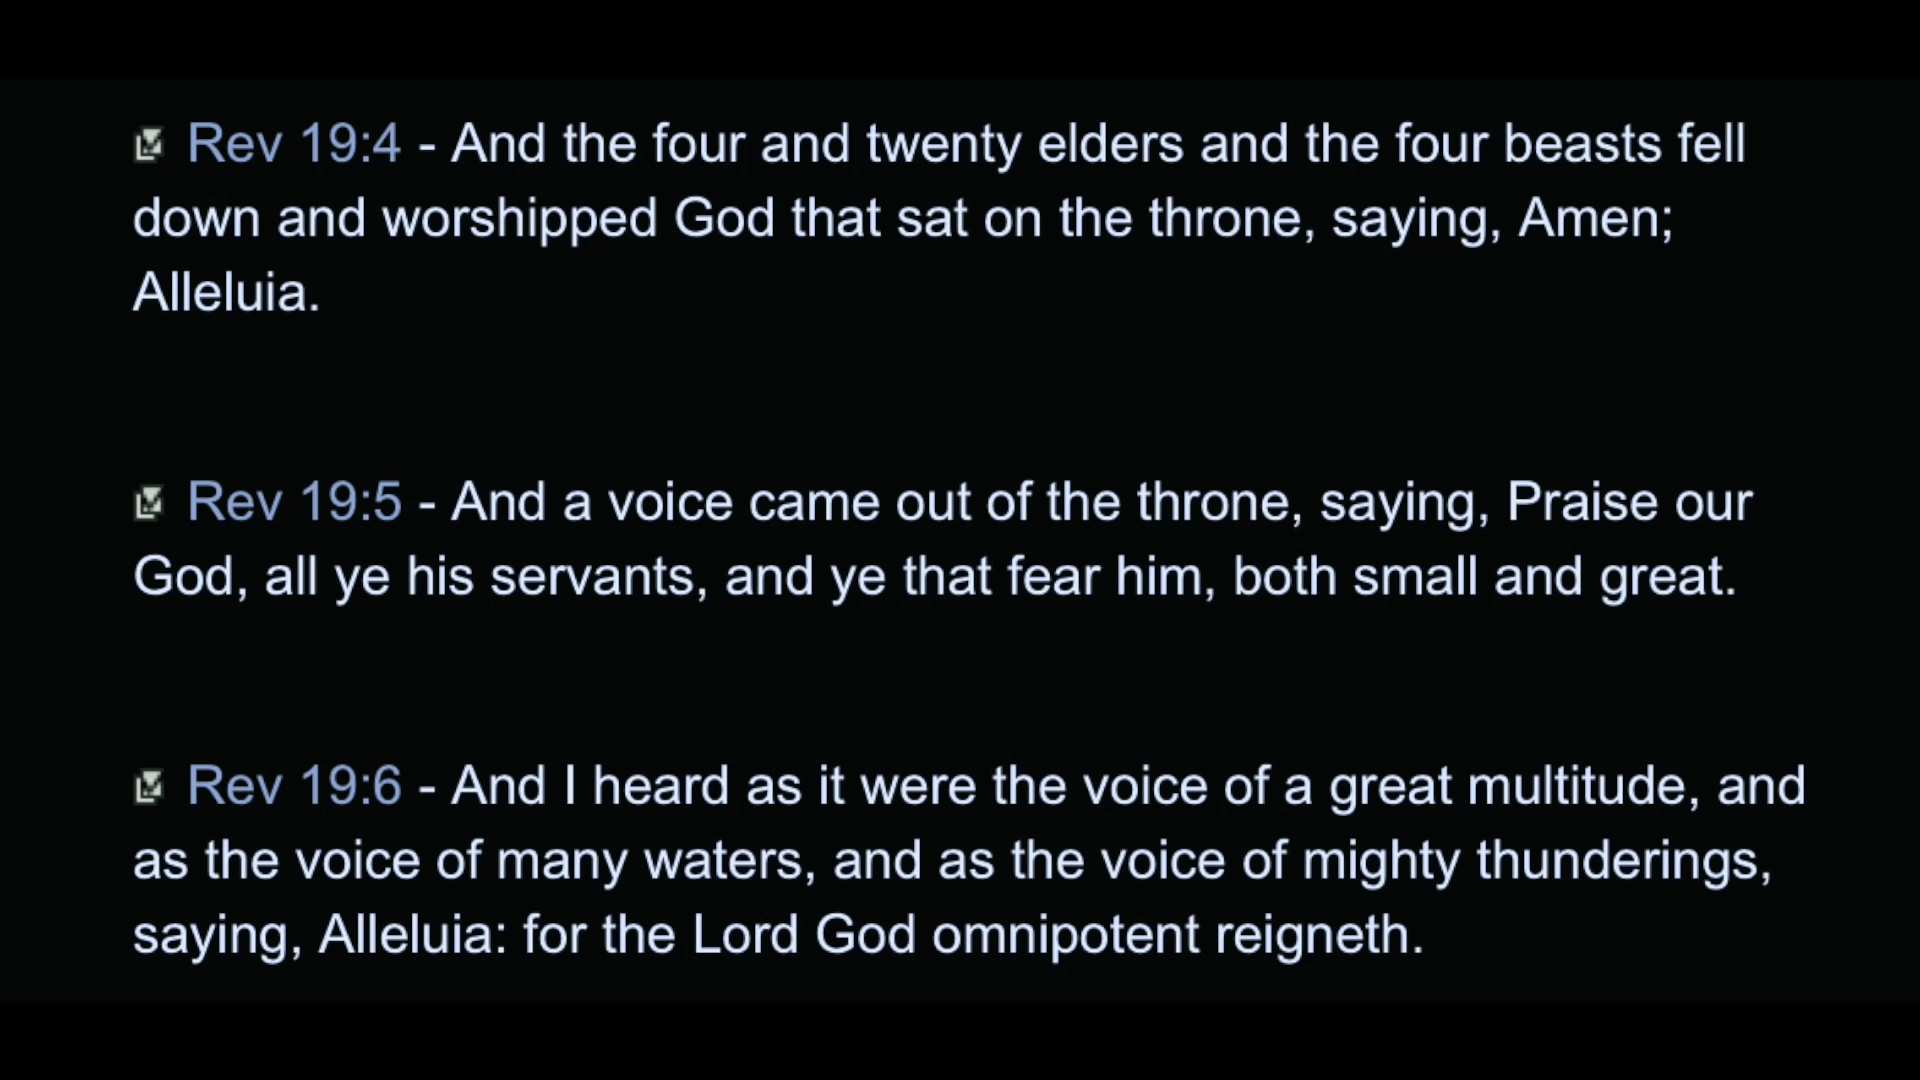 Rev 19:4 - And the four and twenty elders and the four beasts fell
down and worshipped God that sat on the throne, saying, Amen;
Alleluia.
Rev 19:5 - And a voice came out of the throne, saying, Praise our
God, all ye his servants, and ye that fear him, both small and great.
Rev 19:6 - And I heard as it were the voice of a great multitude, and
as the voice of many waters, and as the voice of mighty thunderings,
saying, Alleluia: for the Lord God omnipotent reigneth.